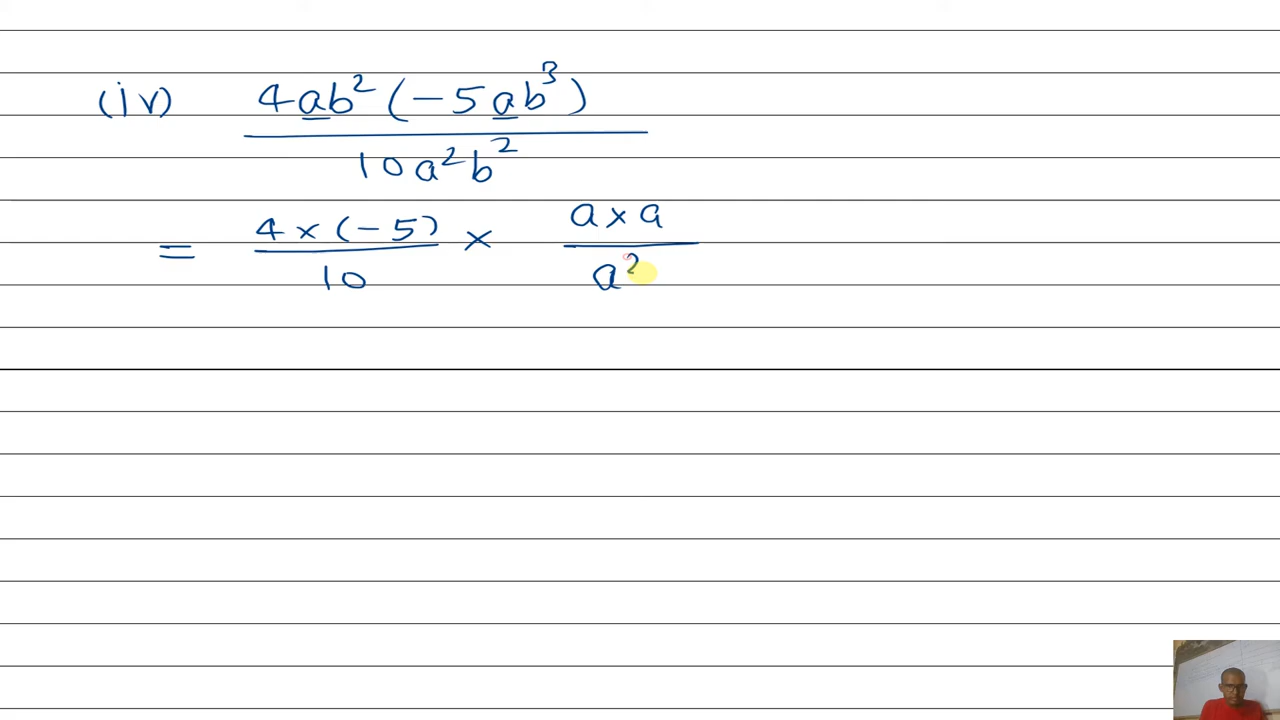 (iv) 4ab²(-5ab³)
10a²b²
= 4×(-5) × a×a
10 a²